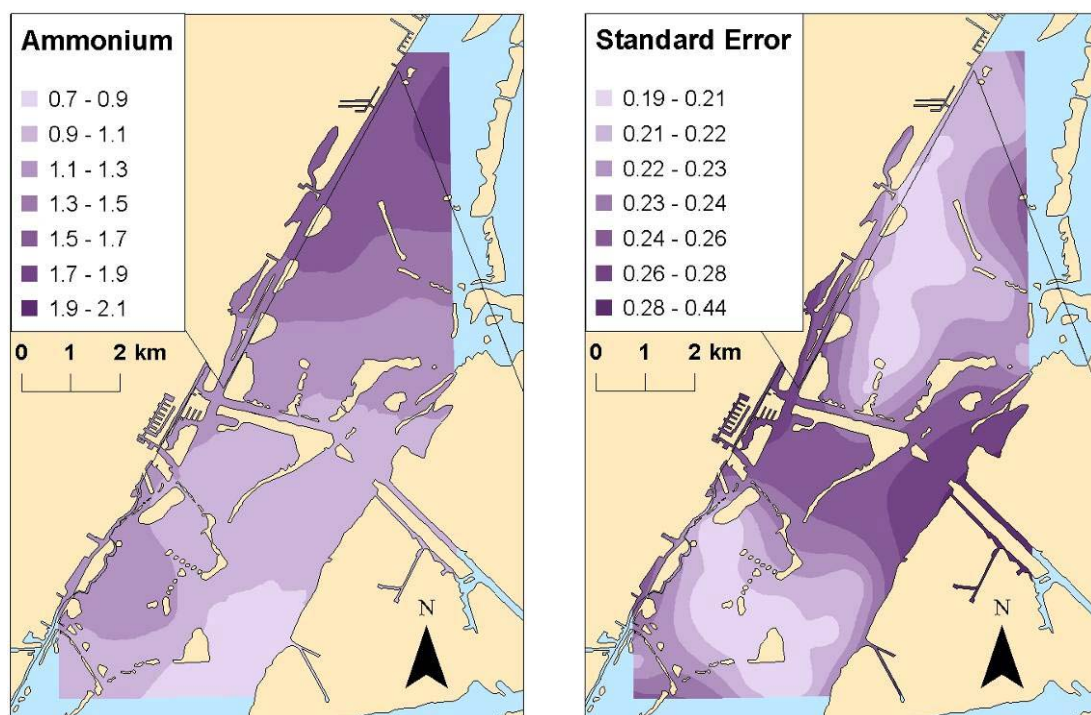 Ammonium
0.7 - 0.9
0.9 - 1.1
1.1 - 1.3
1.3 - 1.5
1.5 - 1.7
1.7 - 1.9
1.9 - 2.1
0 1 2 km
N
Standard Error
0.19 - 0.21
0.21 - 0.22
0.22 - 0.23
0.23 - 0.24
0.24 - 0.26
0.26 - 0.28
0.28 - 0.44
0 1 2 km
N